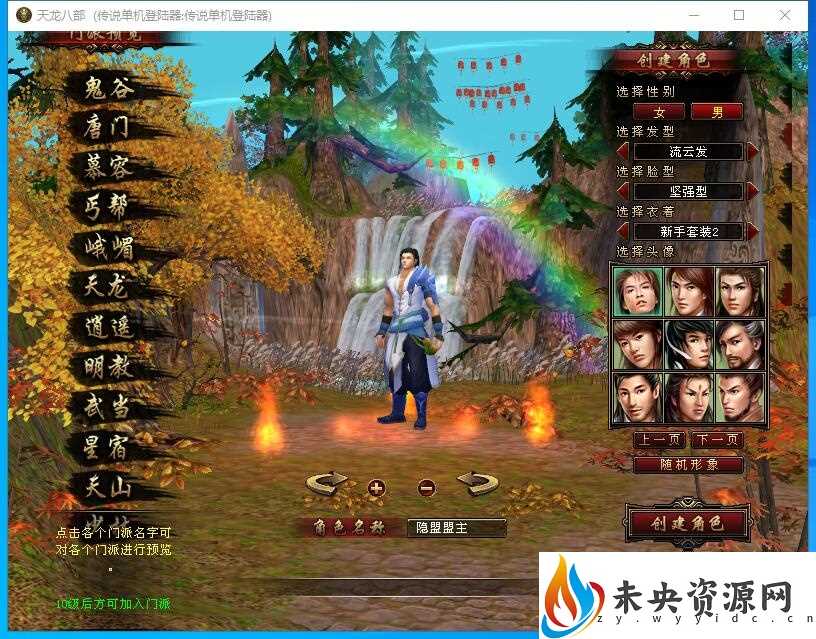 天龙八部 (传说单机登陆器:传说单机登陆器)
门派预览
鬼谷
唐门
慕容
丐帮
峨嵋
天龙
逍遥
明教
武当
星宿
天山
点击各个门派名字可
对各个门派进行预览
10级后方可加入门派
角色名称
隐盟盟主
创建角色
选择性别
女 男
选择发型
流云发
选择脸型
坚强型
选择衣着
新手套装2
选择头像
上一页 下一页
随机形象
创建角色
未央资源网
zy.wyyidc.cn